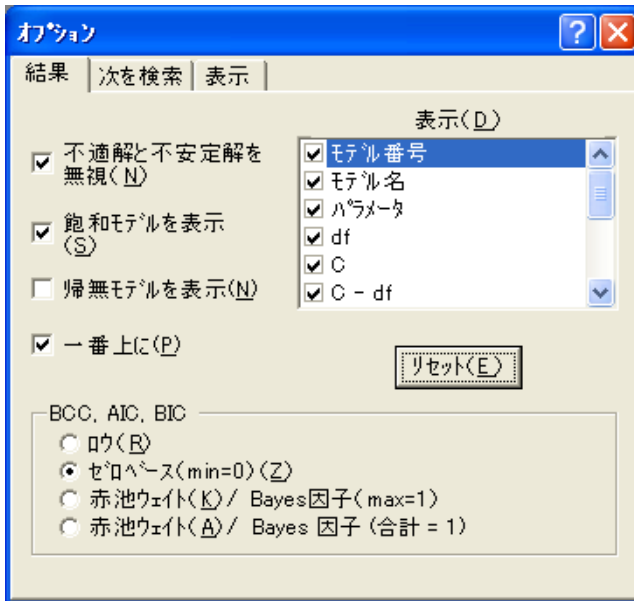 ｵﾌﾟｼｮﾝ
結果 次を検索 表示
表示(D)
不適解と不安定解を
無視(N)
飽和ﾓﾃﾞﾙを表示
(S)
帰無ﾓﾃﾞﾙを表示(N)
一番上に(P)
ﾓﾃﾞﾙ番号
ﾓﾃﾞﾙ名
ﾊﾟﾗﾒｰﾀ
df
C
C - df
ﾘｾｯﾄ(E)
BCC, AIC, BIC
ﾛｳ(R)
ｾﾞﾛﾍﾞｰｽ(min=0)(Z)
赤池ｳｪｲﾄ(K)/ Bayes因子(max=1)
赤池ｳｪｲﾄ(A)/ Bayes 因子 (合計 = 1)